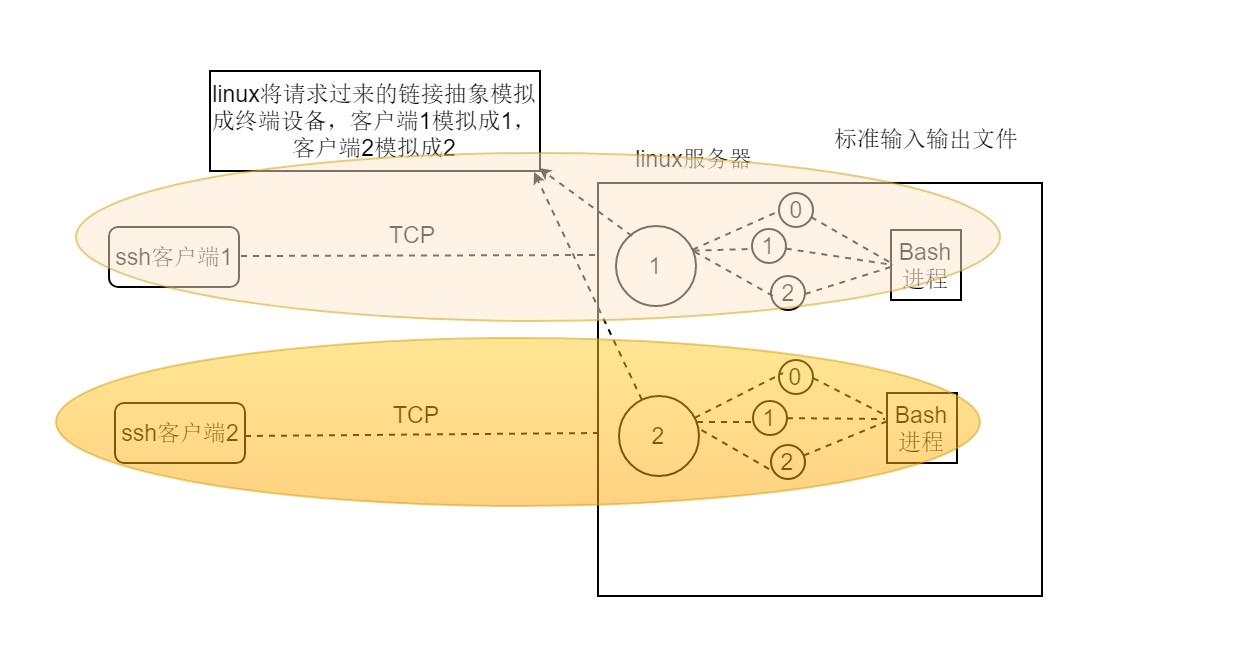 linux将请求过来的链接抽象模拟
成终端设备，客户端1模拟成1，
客户端2模拟成2
标准输入输出文件
linux服务器
ssh客户端1
TCP
1
0
1
2
Bash
进程
ssh客户端2
TCP
2
0
1
2
Bash
进程